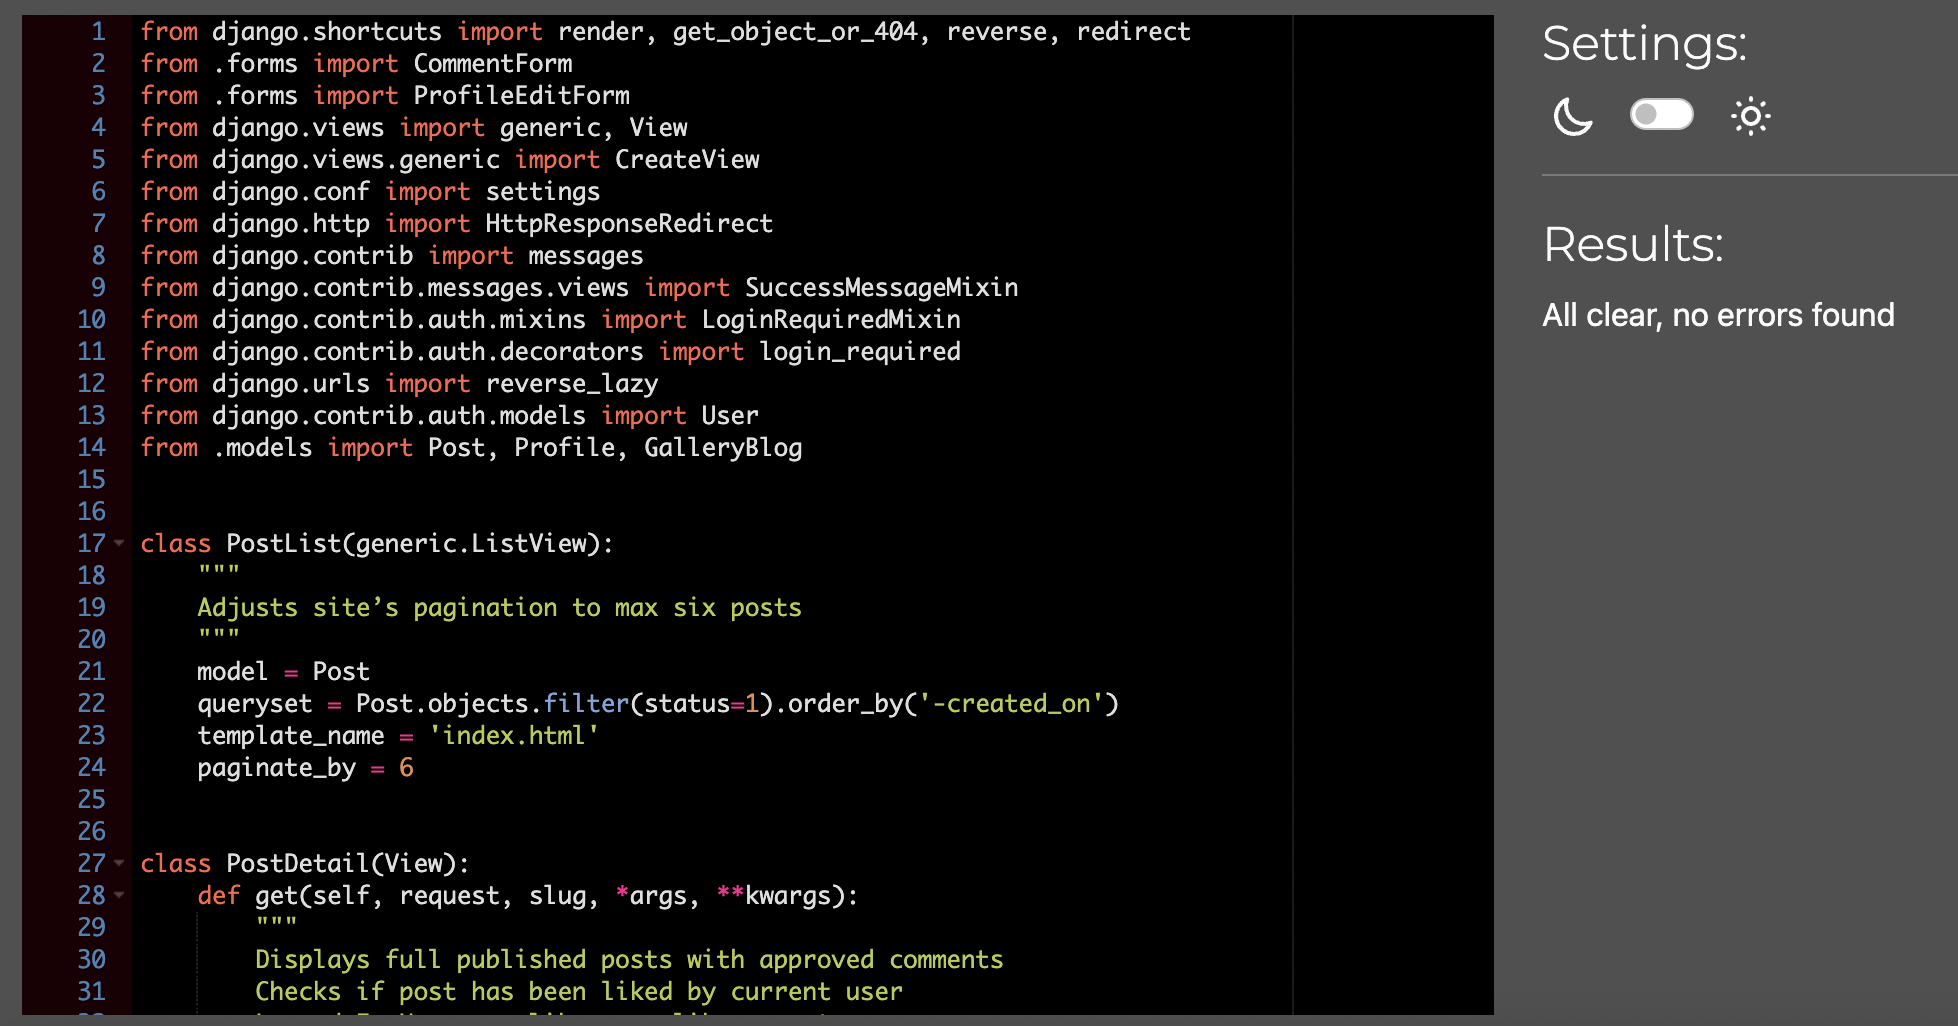 1 from django.shortcuts import render, get_object_or_404, reverse, redirect
2 from .forms import CommentForm
3 from .forms import ProfileEditForm
4 from django.views import generic, View
5 from django.views.generic import CreateView
6 from django.conf import settings
7 from django.http import HttpResponseRedirect
8 from django.contrib import messages
9 from django.contrib.messages.views import SuccessMessageMixin
10 from django.contrib.auth.mixins import LoginRequiredMixin
11 from django.contrib.auth.decorators import login_required
12 from django.urls import reverse_lazy
13 from django.contrib.auth.models import User
14 from .models import Post, Profile, GalleryBlog
15
16
17 class PostList(generic.ListView):
18     """
19     Adjusts site’s pagination to max six posts
20     """
21     model = Post
22     queryset = Post.objects.filter(status=1).order_by('-created_on')
23     template_name = 'index.html'
24     paginate_by = 6
25
26
27 class PostDetail(View):
28     def get(self, request, slug, *args, **kwargs):
29         """
30         Displays full published posts with approved comments
31         Checks if post has been liked by current user
Settings:
Results:
All clear, no errors found